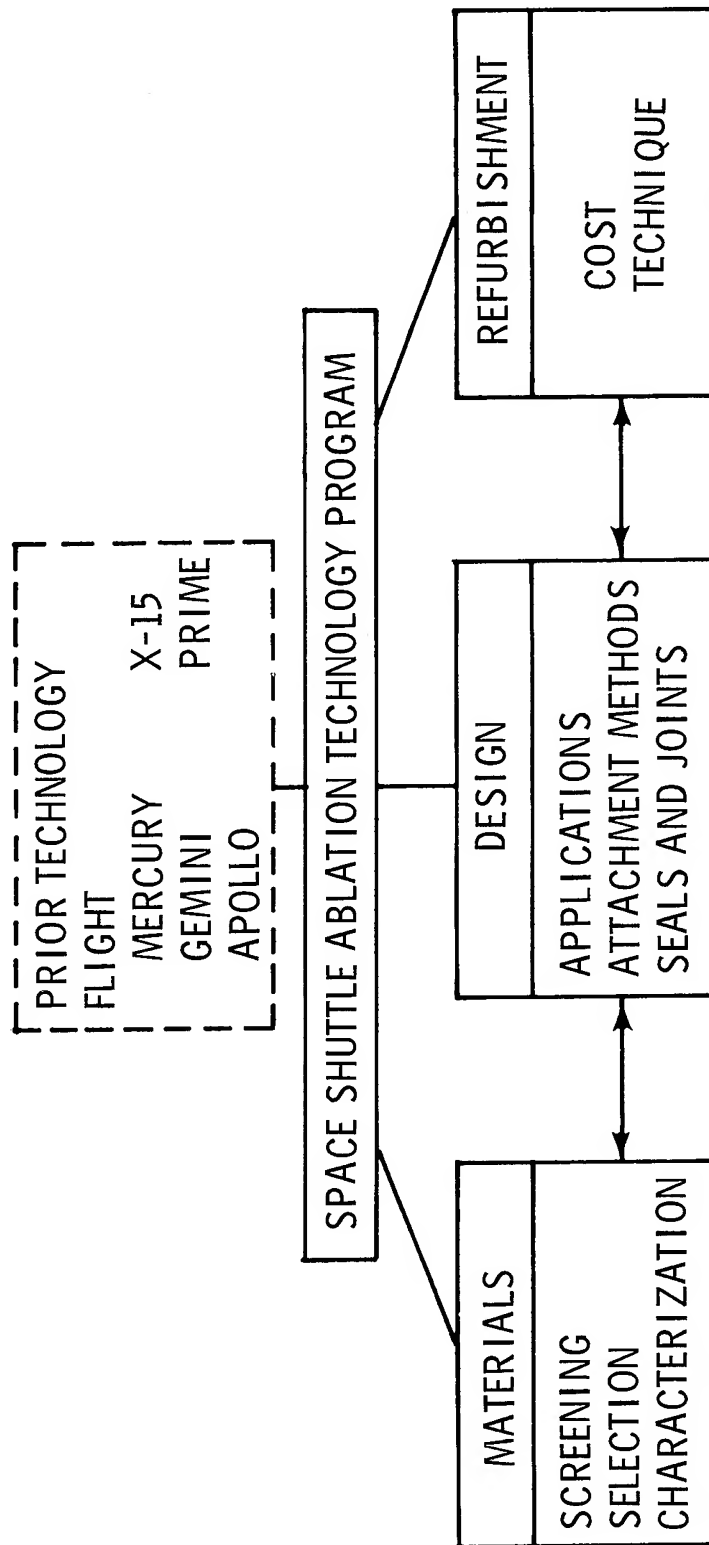 PRIOR TECHNOLOGY
FLIGHT
MERCURY X-15
GEMINI PRIME
APOLLO
SPACE SHUTTLE ABLATION TECHNOLOGY PROGRAM
MATERIALS
SCREENING
SELECTION
CHARACTERIZATION
DESIGN
APPLICATIONS
ATTACHMENT METHODS
SEALS AND JOINTS
REFURBISHMENT
COST
TECHNIQUE